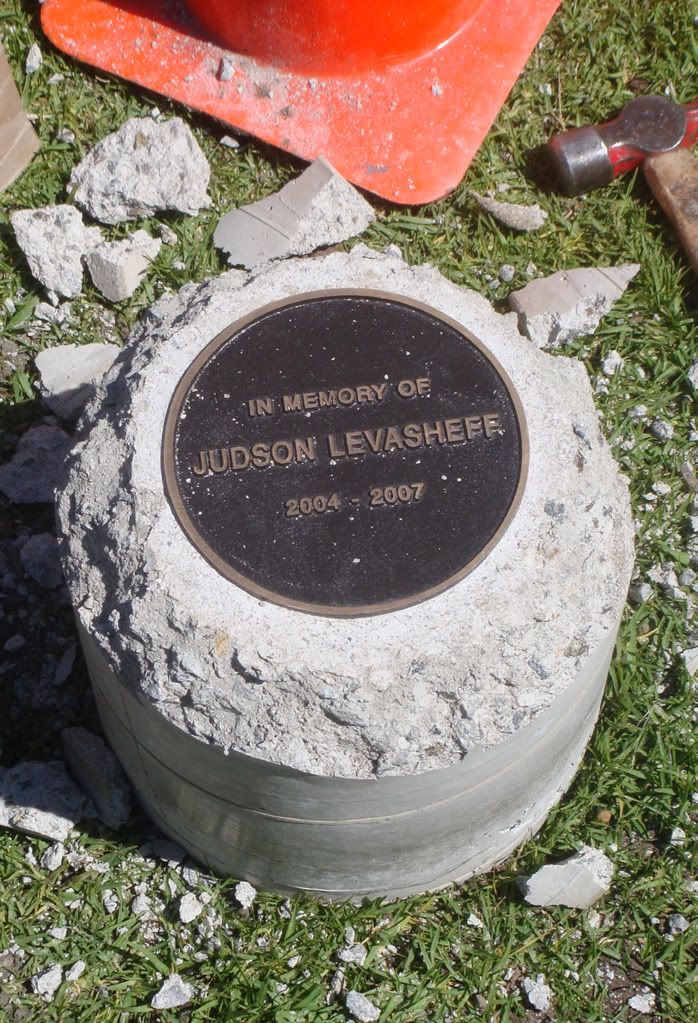 IN MEMORY OF
JUDSON LEVASHEFF
2004 - 2007